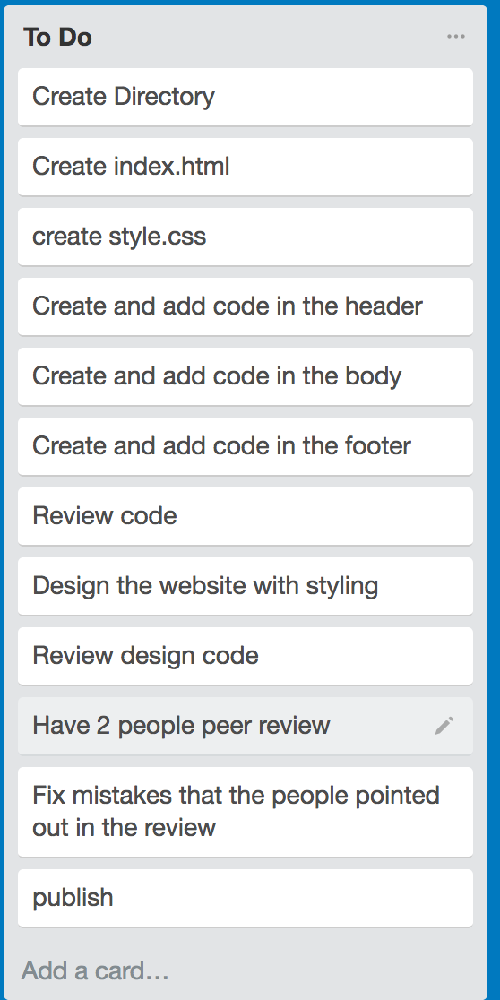 To Do
Create Directory
Create index.html
create style.css
Create and add code in the header
Create and add code in the body
Create and add code in the footer
Review code
Design the website with styling
Review design code
Have 2 people peer review
Fix mistakes that the people pointed
out in the review
publish
Add a card…